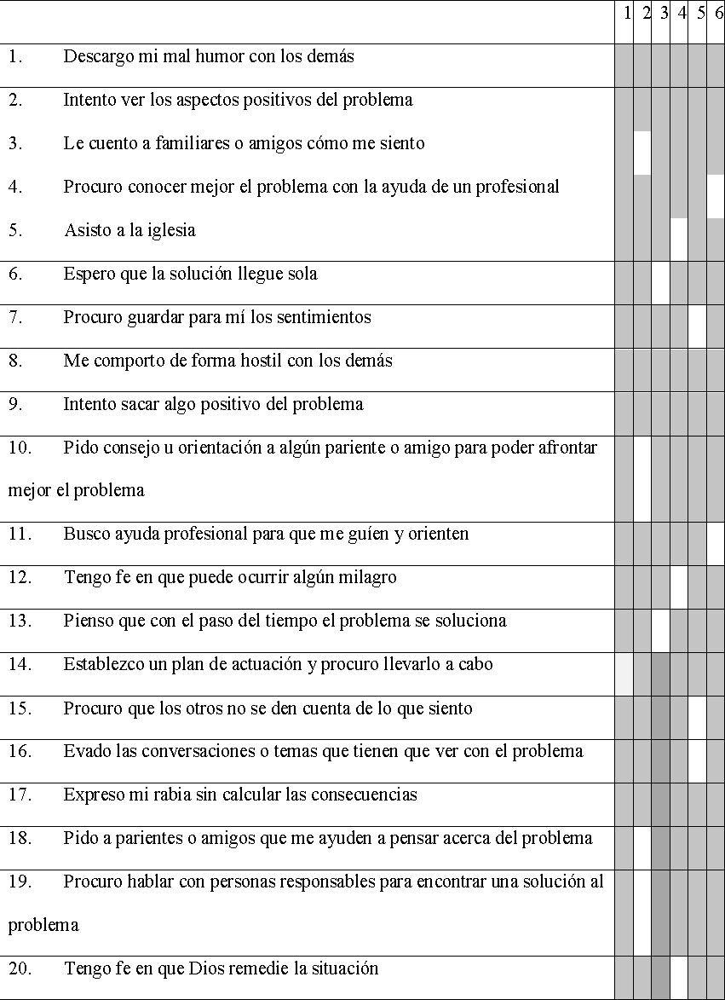 1 2 3 4 5 6
1. Descargo mi mal humor con los demás
2. Intento ver los aspectos positivos del problema
3. Le cuento a familiares o amigos cómo me siento
4. Procuro conocer mejor el problema con la ayuda de un profesional
5. Asisto a la iglesia
6. Espero que la solución llegue sola
7. Procuro guardar para mí los sentimientos
8. Me comporto de forma hostil con los demás
9. Intento sacar algo positivo del problema
10. Pido consejo u orientación a algún pariente o amigo para poder afrontar
mejor el problema
11. Busco ayuda profesional para que me guíen y orienten
12. Tengo fe en que puede ocurrir algún milagro
13. Pienso que con el paso del tiempo el problema se soluciona
14. Establezco un plan de actuación y procuro llevarlo a cabo
15. Procuro que los otros no se den cuenta de lo que siento
16. Evado las conversaciones o temas que tienen que ver con el problema
17. Expreso mi rabia sin calcular las consecuencias
18. Pido a parientes o amigos que me ayuden a pensar acerca del problema
19. Procuro hablar con personas responsables para encontrar una solución al
problema
20. Tengo fe en que Dios remedie la situación